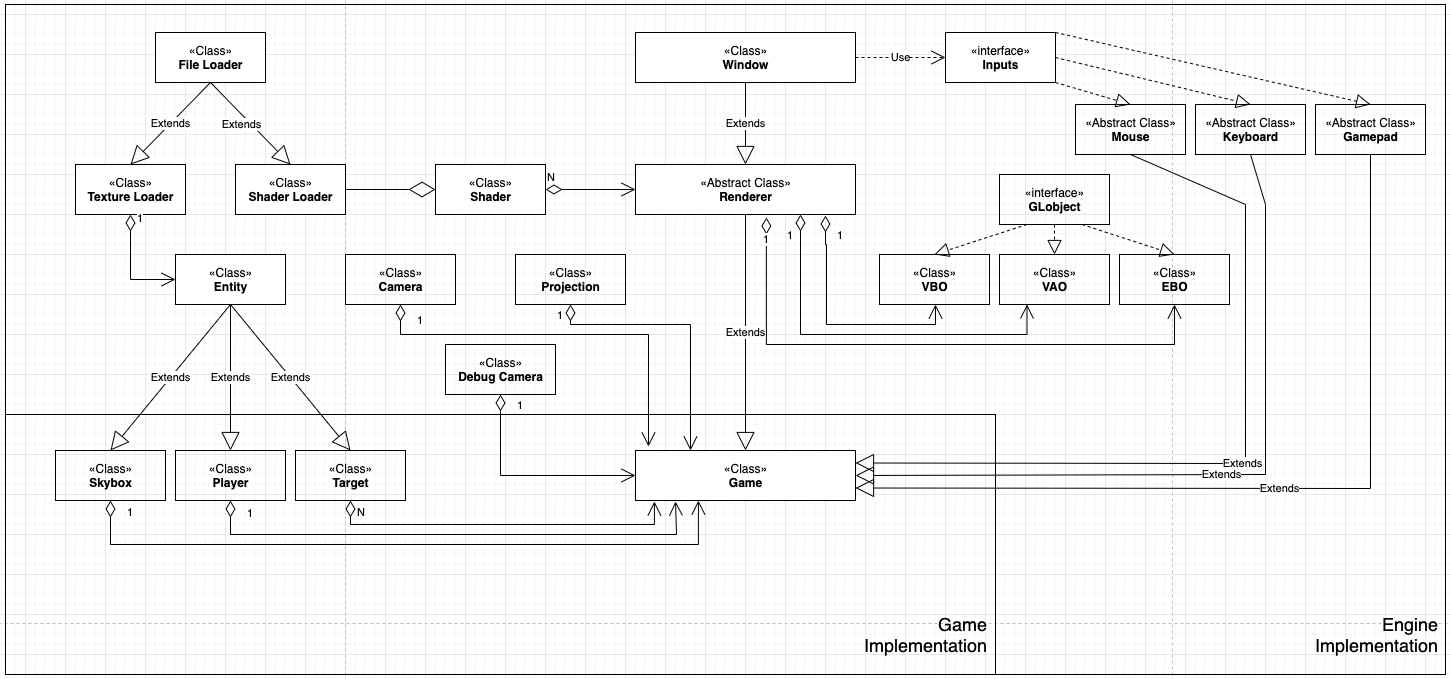 «Class»
File Loader
«Class»
Window
Use
«interface»
Inputs
«Abstract Class»
Mouse
«Abstract Class»
Keyboard
«Abstract Class»
Gamepad
Extends
Extends
Extends
«Class»
Texture Loader
«Class»
Shader Loader
«Class»
Shader
N
«Abstract Class»
Renderer
«interface»
GLobject
1
1
1
1
«Class»
Entity
«Class»
Camera
«Class»
Projection
«Class»
VBO
«Class»
VAO
«Class»
EBO
1
1
Extends
«Class»
Debug Camera
Extends
Extends
Extends
1
«Class»
Skybox
«Class»
Player
«Class»
Target
«Class»
Game
Extends
Extends
Extends
1
1
N
Game
Implementation
Engine
Implementation